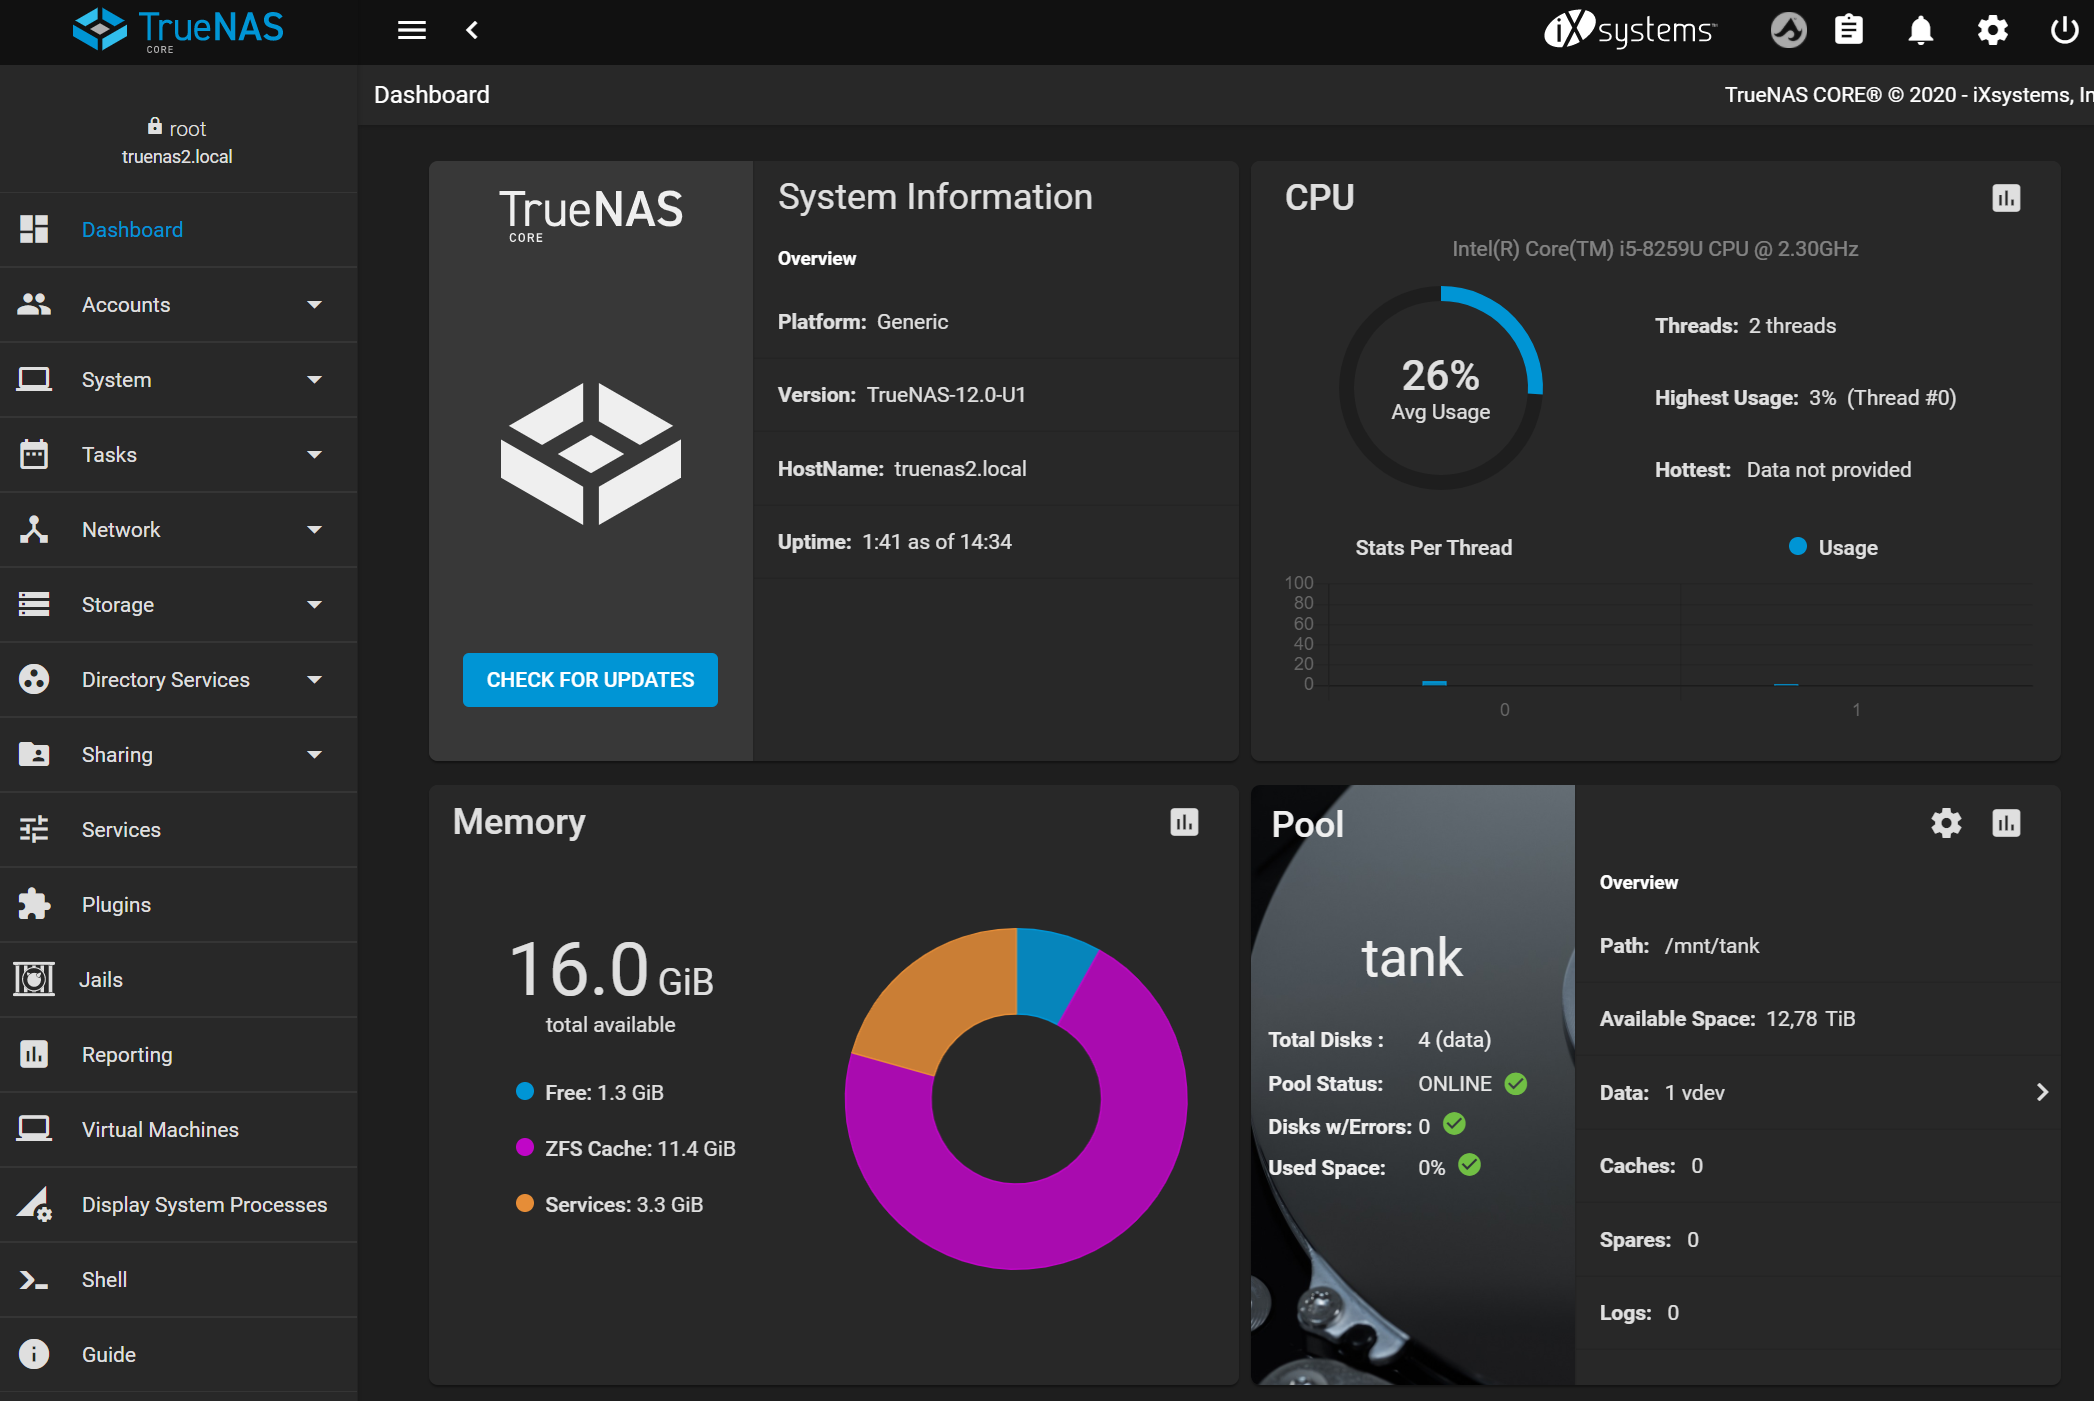 TrueNAS
CORE
iXsystems™
Dashboard
TrueNAS CORE® © 2020 - iXsystems, In
root
truenas2.local
Dashboard
Accounts
System
Tasks
Network
Storage
Directory Services
Sharing
Services
Plugins
Jails
Reporting
Virtual Machines
Display System Processes
Shell
Guide
TrueNAS
CORE
CHECK FOR UPDATES
System Information
Overview
Platform: Generic
Version: TrueNAS-12.0-U1
HostName: truenas2.local
Uptime: 1:41 as of 14:34
CPU
Intel(R) Core(TM) i5-8259U CPU @ 2.30GHz
26%
Avg Usage
Threads: 2 threads
Highest Usage: 3% (Thread #0)
Hottest: Data not provided
Stats Per Thread
Usage
100
80
60
40
20
0
0 1
Memory
16.0 GiB
total available
Free: 1.3 GiB
ZFS Cache: 11.4 GiB
Services: 3.3 GiB
Pool
tank
Total Disks : 4 (data)
Pool Status: ONLINE
Disks w/Errors: 0
Used Space: 0%
Overview
Path: /mnt/tank
Available Space: 12,78 TiB
Data: 1 vdev
Caches: 0
Spares: 0
Logs: 0